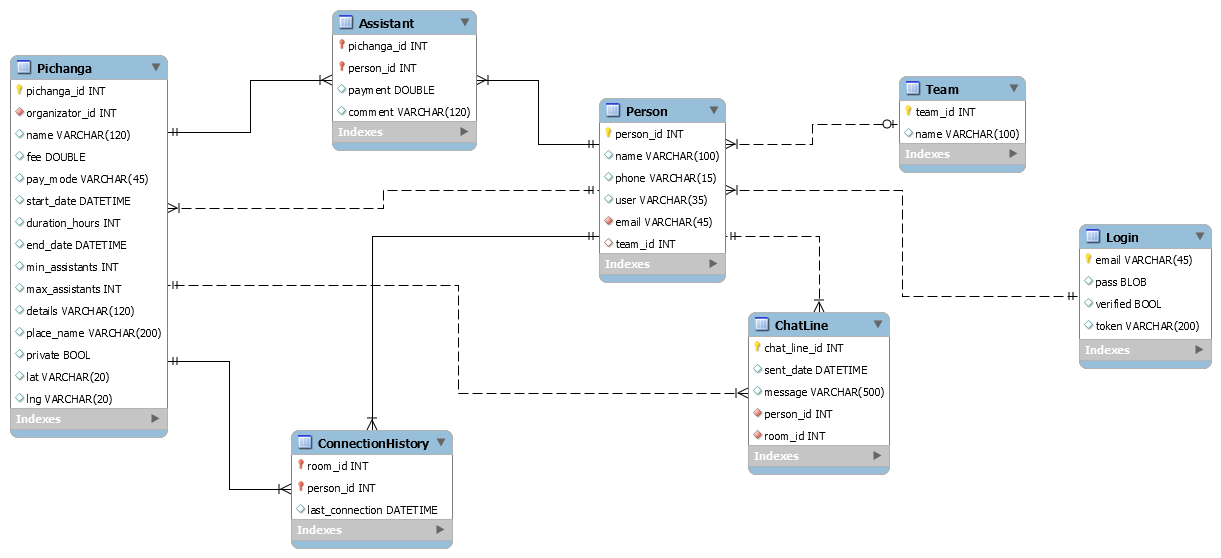 Pichanga
pichanga_id INT
organizator_id INT
name VARCHAR(120)
fee DOUBLE
pay_mode VARCHAR(45)
start_date DATETIME
duration_hours INT
end_date DATETIME
min_assistants INT
max_assistants INT
details VARCHAR(120)
place_name VARCHAR(200)
private BOOL
lat VARCHAR(20)
lng VARCHAR(20)
Indexes
Assistant
pichanga_id INT
person_id INT
payment DOUBLE
comment VARCHAR(120)
Indexes
Person
person_id INT
name VARCHAR(100)
phone VARCHAR(15)
user VARCHAR(35)
email VARCHAR(45)
team_id INT
Indexes
Team
team_id INT
name VARCHAR(100)
Indexes
Login
email VARCHAR(45)
pass BLOB
verified BOOL
token VARCHAR(200)
Indexes
ChatLine
chat_line_id INT
sent_date DATETIME
message VARCHAR(500)
person_id INT
room_id INT
Indexes
ConnectionHistory
room_id INT
person_id INT
last_connection DATETIME
Indexes